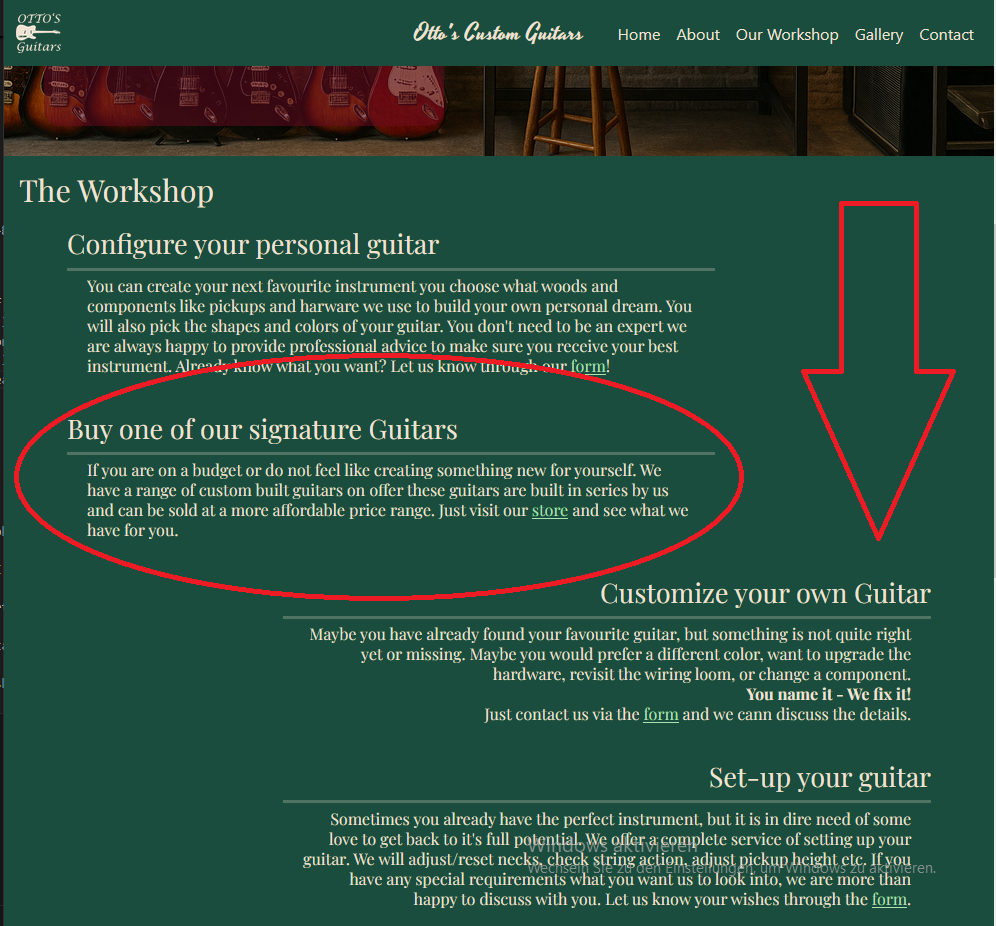 OTTO'S
Guitars
Otto's Custom Guitars
Home About Our Workshop Gallery Contact
The Workshop
Configure your personal guitar
You can create your next favourite instrument you choose what woods and
components like pickups and harware we use to build your own personal dream. You
will also pick the shapes and colors of your guitar. You don't need to be an expert we
are always happy to provide professional advice to make sure you receive your best
instrument. Already know what you want? Let us know through our form!
Buy one of our signature Guitars
If you are on a budget or do not feel like creating something new for yourself. We
have a range of custom built guitars on offer these guitars are built in series by us
and can be sold at a more affordable price range. Just visit our store and see what we
have for you.
Customize your own Guitar
Maybe you have already found your favourite guitar, but something is not quite right
yet or missing. Maybe you would prefer a different color, want to upgrade the
hardware, revisit the wiring loom, or change a component.
You name it - We fix it!
Just contact us via the form and we cann discuss the details.
Set-up your guitar
Sometimes you already have the perfect instrument, but it is in dire need of some
love to get back to it's full potential. We offer a complete service of setting up your
guitar. We will adjust/reset necks, check string action, adjust pickup height etc. If you
have any special requirements what you want us to look into, we are more than
happy to discuss with you. Let us know your wishes through the form.
Windows aktivieren
Wechseln Sie zu den Einstellungen, um Windows zu aktivieren.